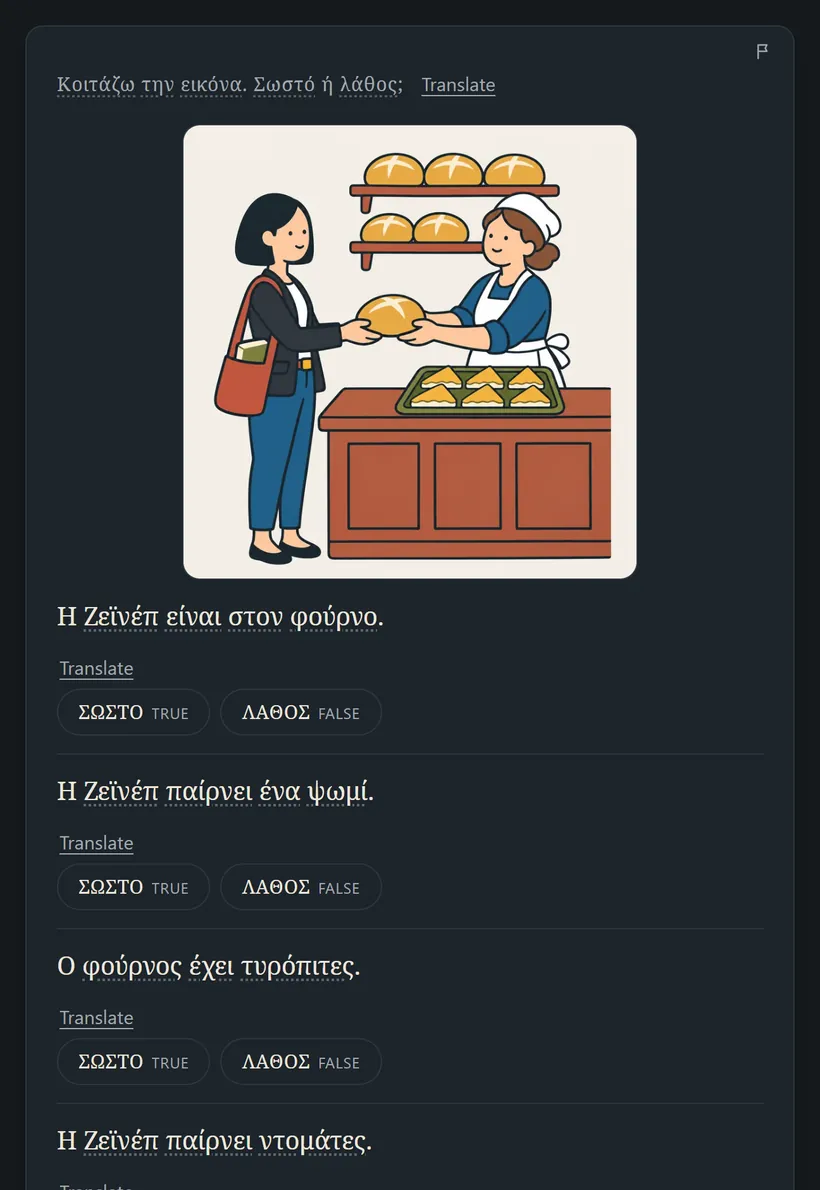 Κοιτάζω την εικόνα. Σωστό ή λάθος; Translate
Η Ζεϊνέπ είναι στον φούρνο.
Translate
ΣΩΣΤΟ TRUE ΛΑΘΟΣ FALSE
Η Ζεϊνέπ παίρνει ένα ψωμί.
Translate
ΣΩΣΤΟ TRUE ΛΑΘΟΣ FALSE
Ο φούρνος έχει τυρόπιτες.
Translate
ΣΩΣΤΟ TRUE ΛΑΘΟΣ FALSE
Η Ζεϊνέπ παίρνει ντομάτες.
Translate